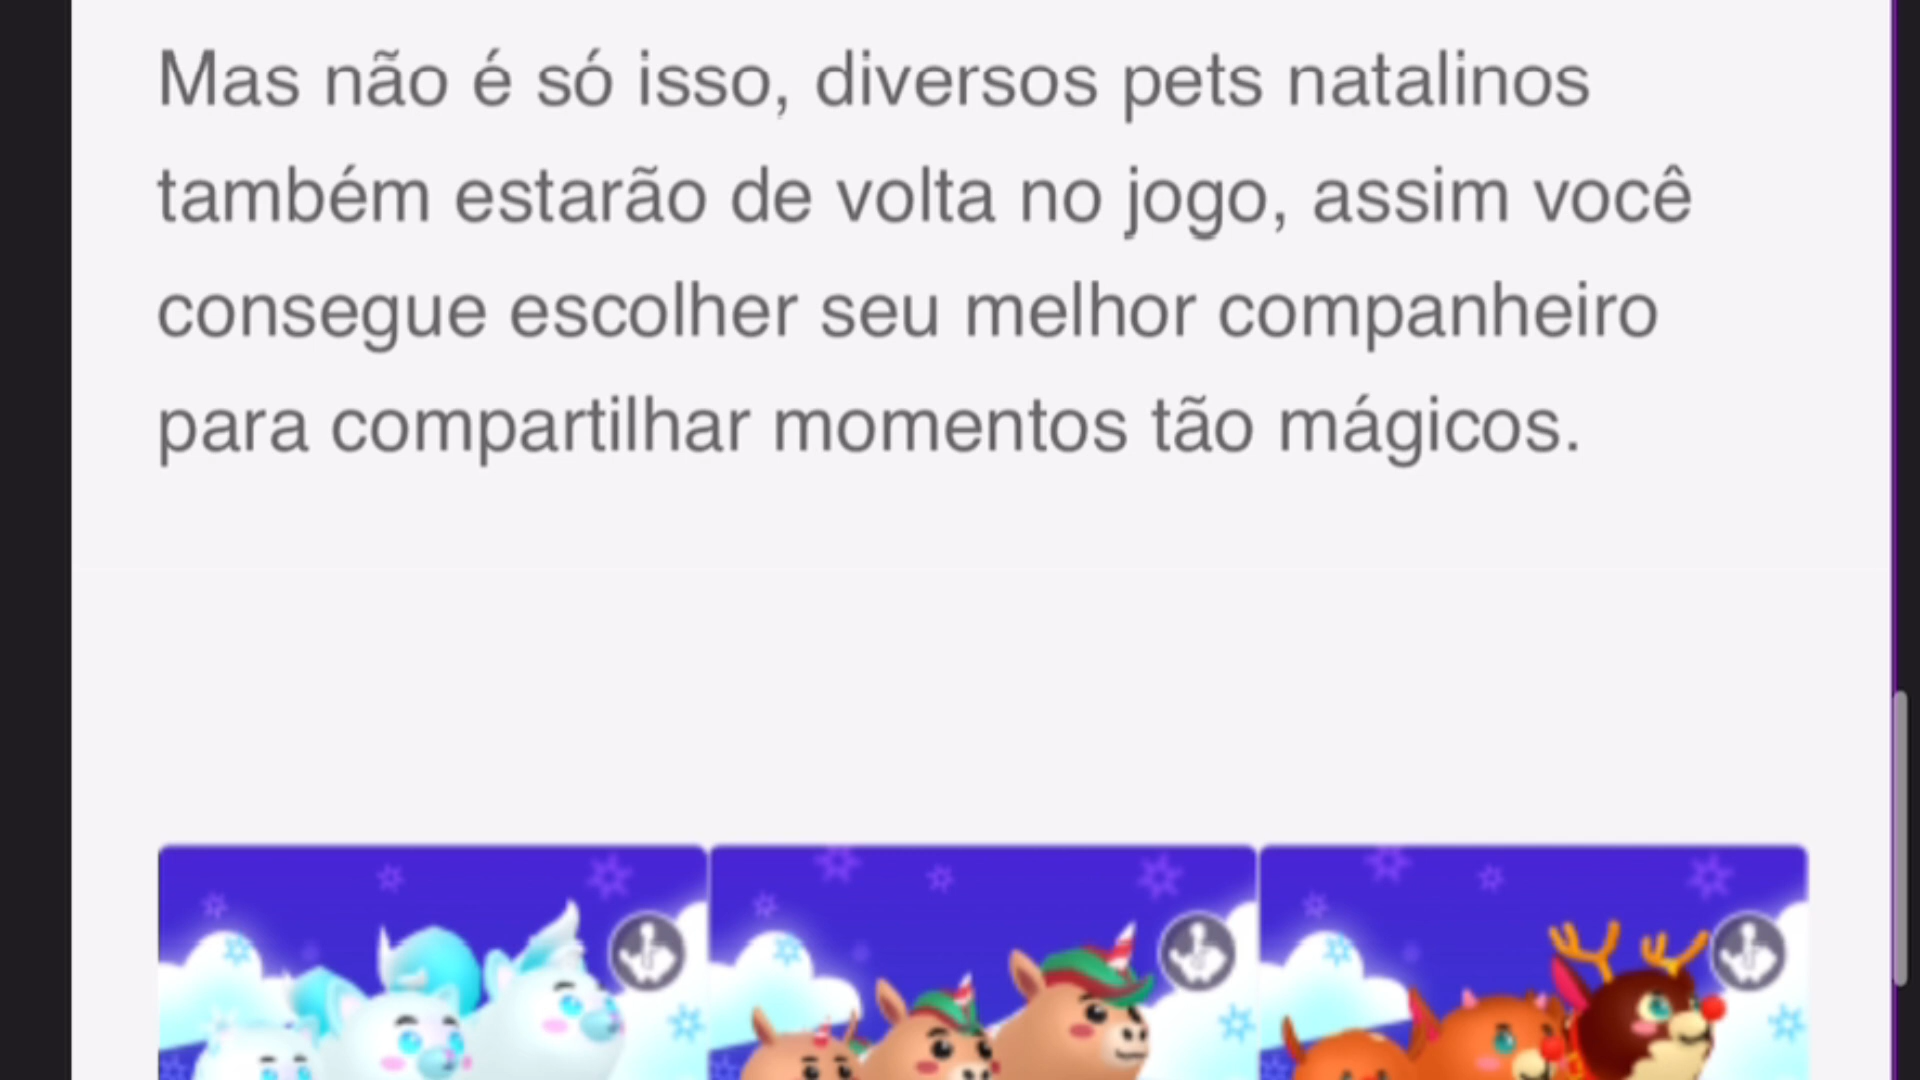 Mas não é só isso, diversos pets natalinos
também estarão de volta no jogo, assim você
consegue escolher seu melhor companheiro
para compartilhar momentos tão mágicos.